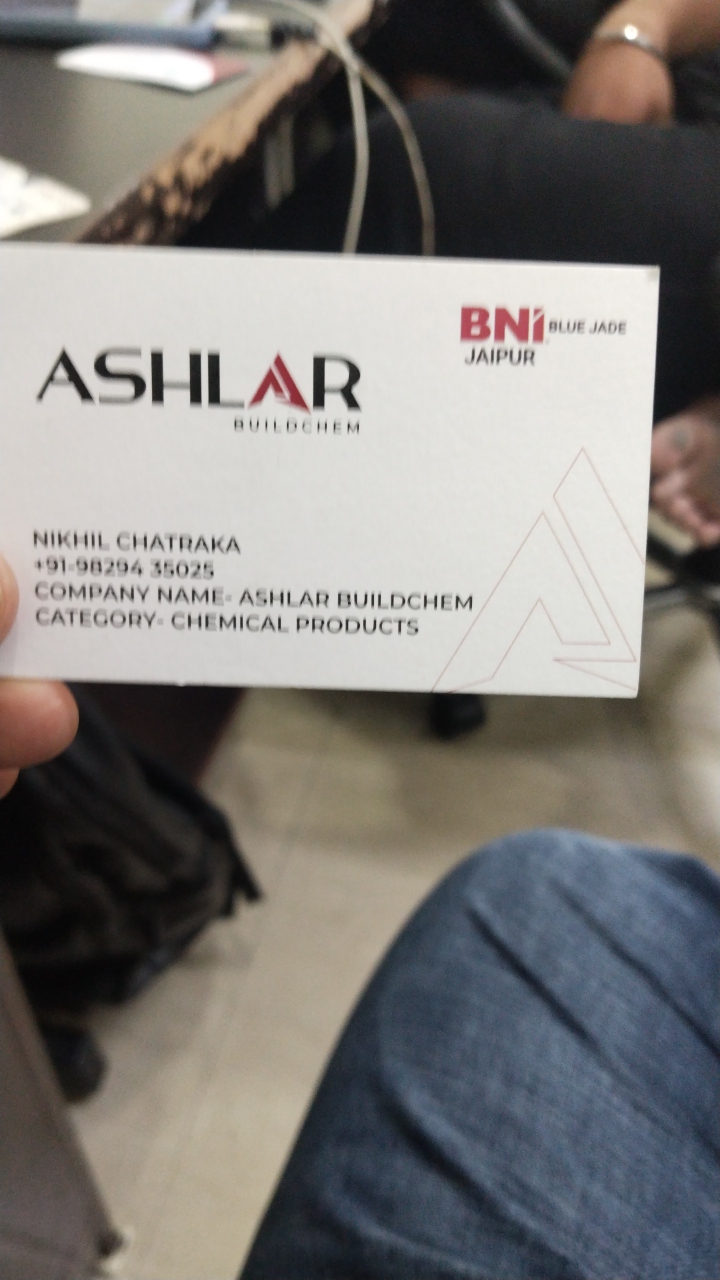 BNI BLUE JADE
JAIPUR
ASHLAR
BUILDCHEM
NIKHIL CHATRAKA
+91-98294 35025
COMPANY NAME- ASHLAR BUILDCHEM
CATEGORY- CHEMICAL PRODUCTS